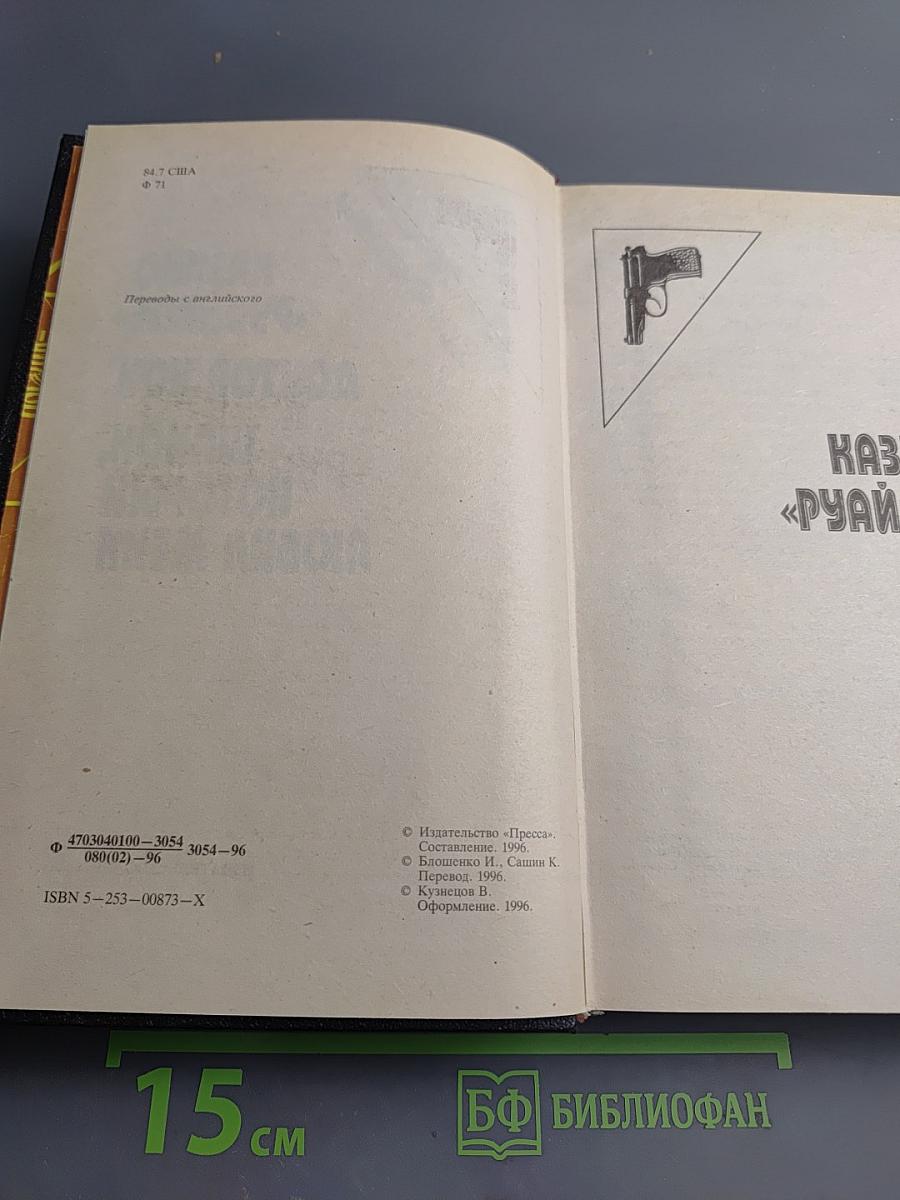 84.7 США
Ф 71
Переводы с английского
Ф 4703040100—3054 3054—96
080(02)—96
ISBN 5—253—00873—X
© Издательство «Пресса».
Составление. 1996.
© Блошенко И., Сашин К.
Перевод. 1996.
© Кузнецов В.
Оформление. 1996.
КАЗ
«РУАЙ
15 см
БФ БИБЛИОФАН